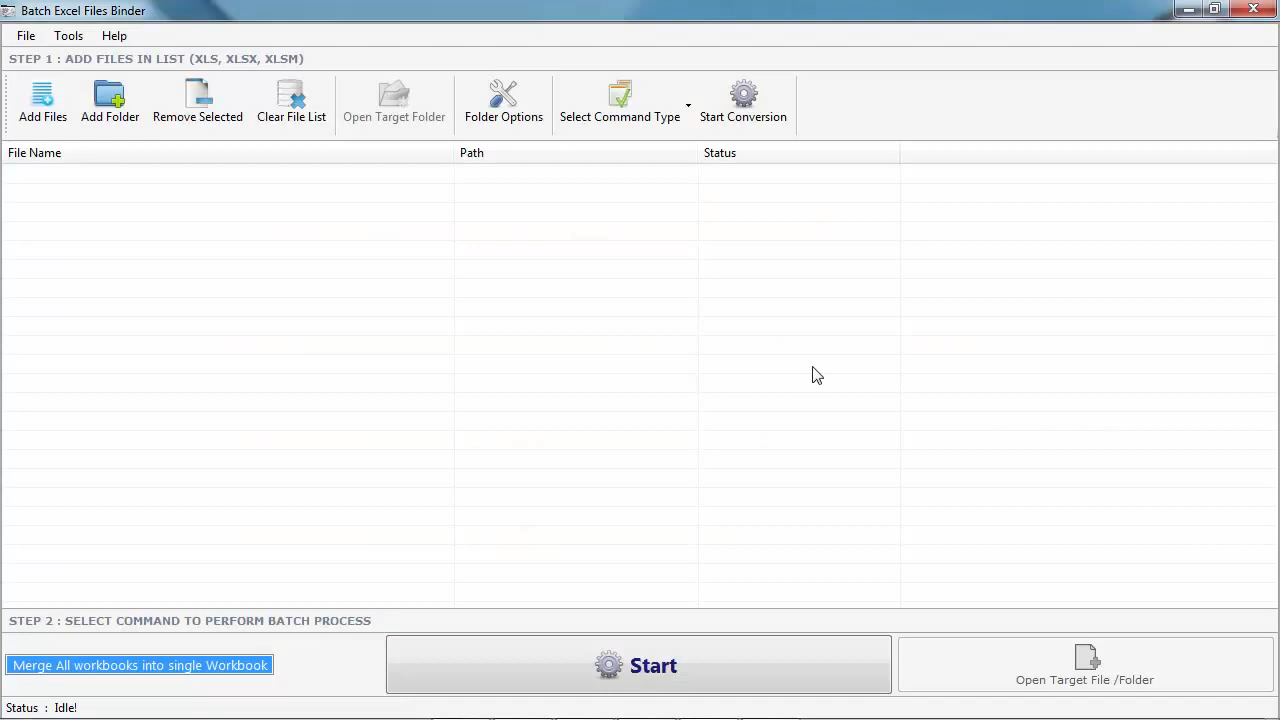 Batch Excel Files Binder
File Tools Help
STEP 1 : ADD FILES IN LIST (XLS, XLSX, XLSM)
Add Files Add Folder Remove Selected Clear File List Open Target Folder Folder Options Select Command Type Start Conversion
File Name Path Status
STEP 2 : SELECT COMMAND TO PERFORM BATCH PROCESS
Merge All workbooks into single Workbook Start Open Target File /Folder
Status : Idle!